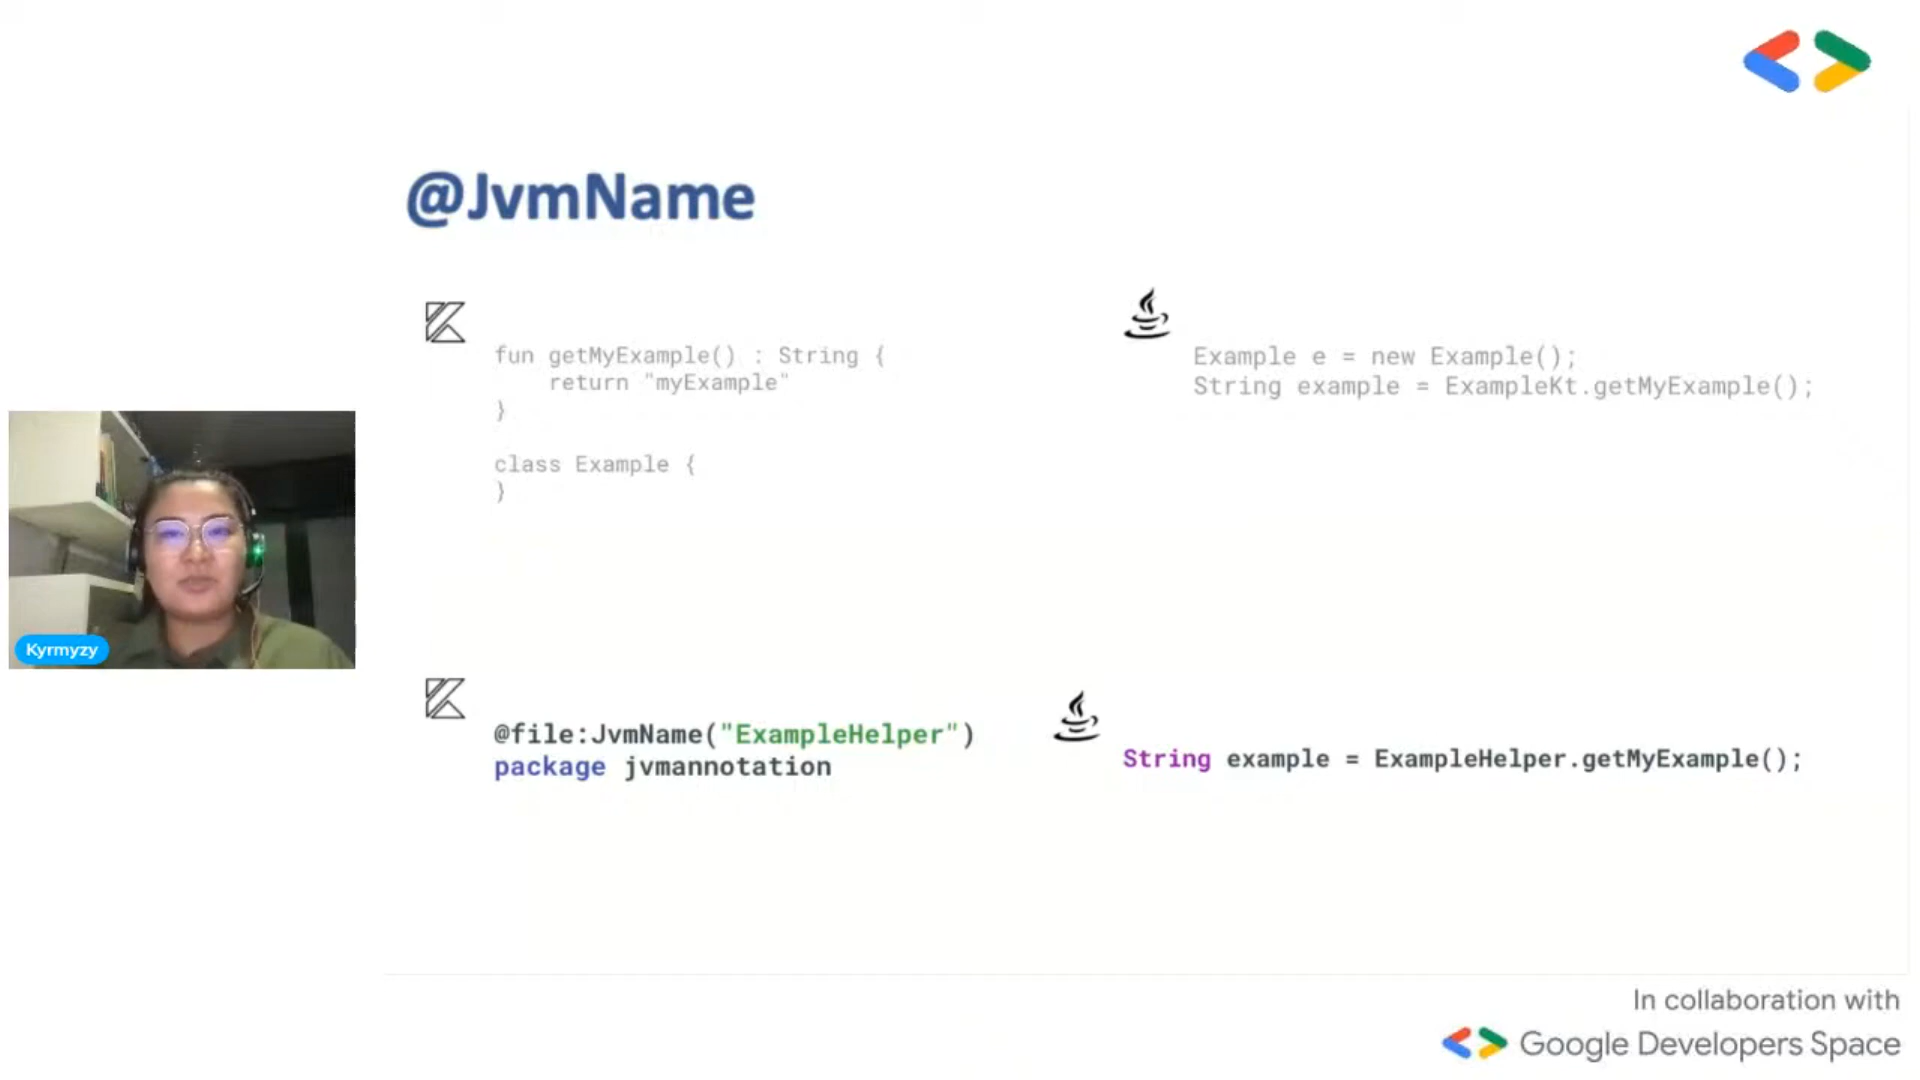 @JvmName
fun getMyExample() : String {
return "myExample"
}
class Example {
}
Example e = new Example();
String example = ExampleKt.getMyExample();
Kyrmyzy
@file:JvmName("ExampleHelper")
package jvmannotation
String example = ExampleHelper.getMyExample();
In collaboration with
Google Developers Space